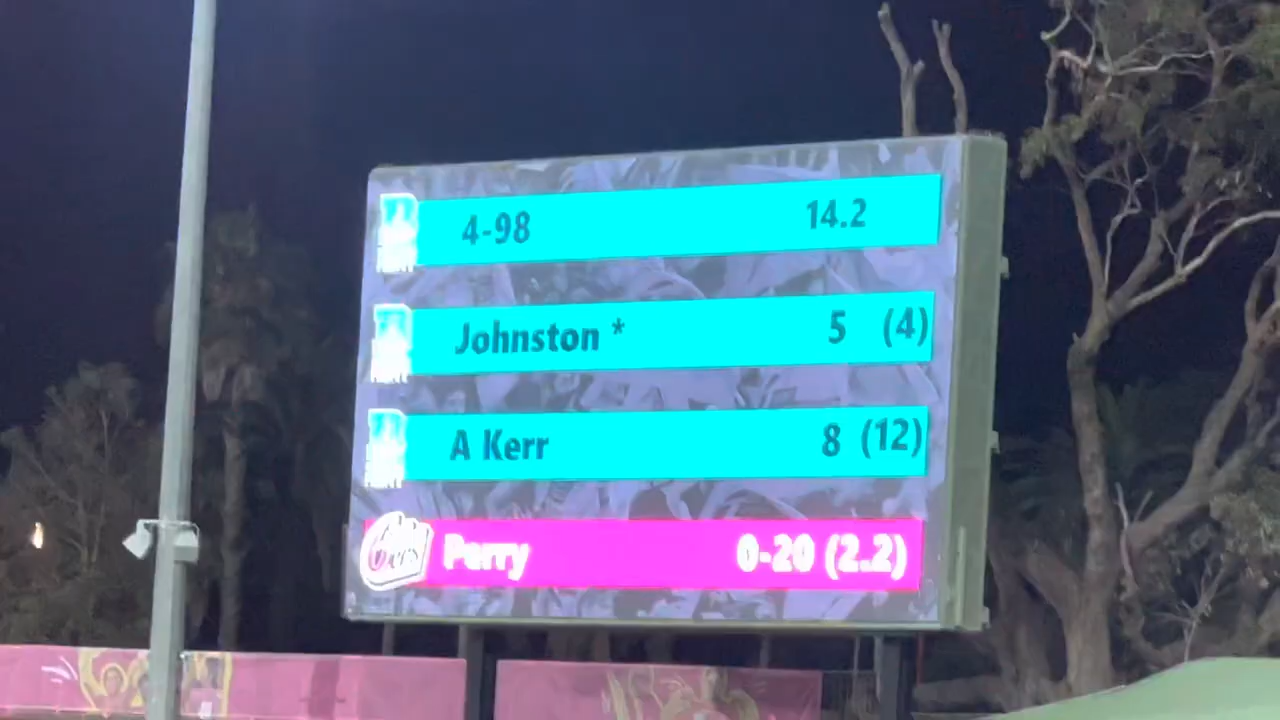 4-98 14.2
Johnston * 5 (4)
A Kerr 8 (12)
Perry 0-20 (2.2)